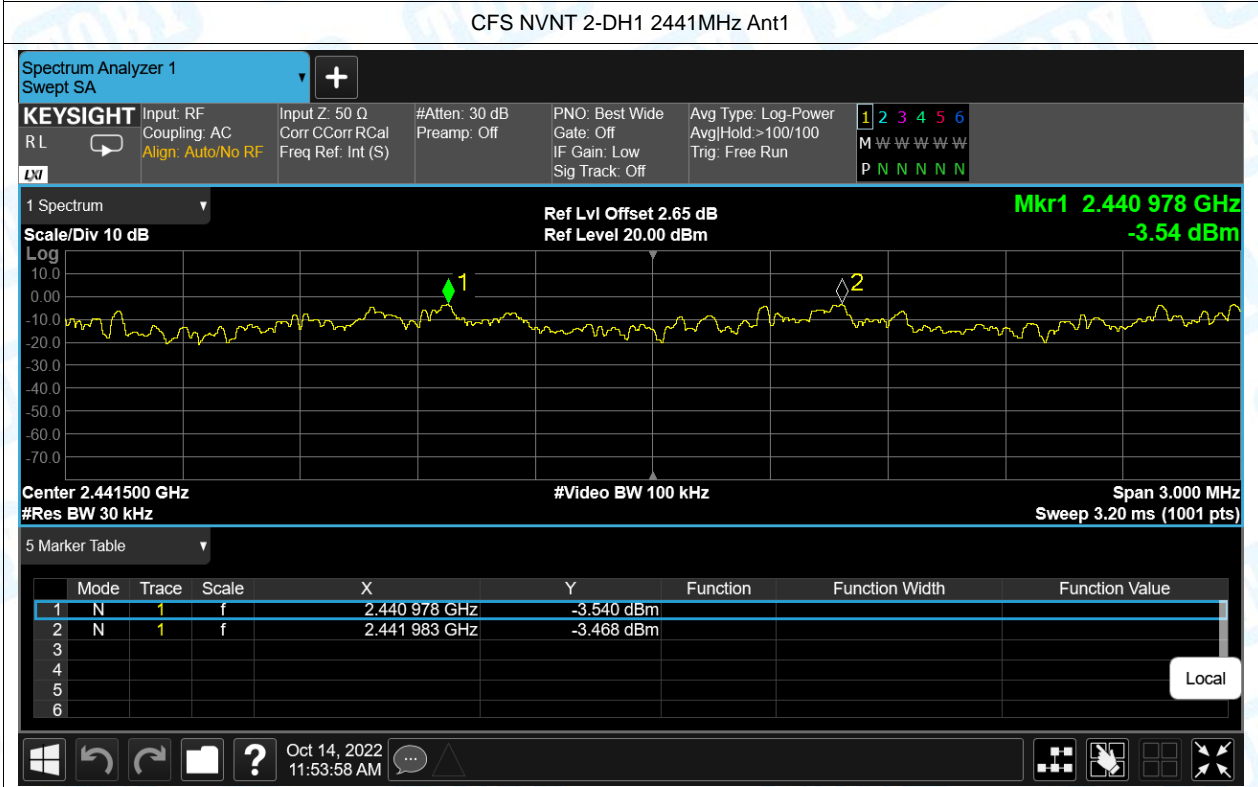 CFS NVNT 2-DH1 2441MHz Ant1
Spectrum Analyzer 1
Swept SA
KEYSIGHT
RL
LXI
Input: RF
Coupling: AC
Align: Auto/No RF
Input Z: 50 Ω
Corr CCorr RCal
Freq Ref: Int (S)
#Atten: 30 dB
Preamp: Off
PNO: Best Wide
Gate: Off
IF Gain: Low
Sig Track: Off
Avg Type: Log-Power
Avg|Hold:>100/100
Trig: Free Run
1 2 3 4 5 6
M W W W W W
P N N N N N
1 Spectrum
Scale/Div 10 dB
Ref Lvl Offset 2.65 dB
Ref Level 20.00 dBm
Mkr1 2.440 978 GHz
-3.54 dBm
Log
10.0
0.00
-10.0
-20.0
-30.0
-40.0
-50.0
-60.0
-70.0
1
2
Center 2.441500 GHz
#Video BW 100 kHz
Span 3.000 MHz
#Res BW 30 kHz
Sweep 3.20 ms (1001 pts)
5 Marker Table
Mode Trace Scale X Y Function Function Width Function Value
1 N 1 f 2.440 978 GHz -3.540 dBm
2 N 1 f 2.441 983 GHz -3.468 dBm
3
4
5
6
Local
?
Oct 14, 2022
11:53:58 AM